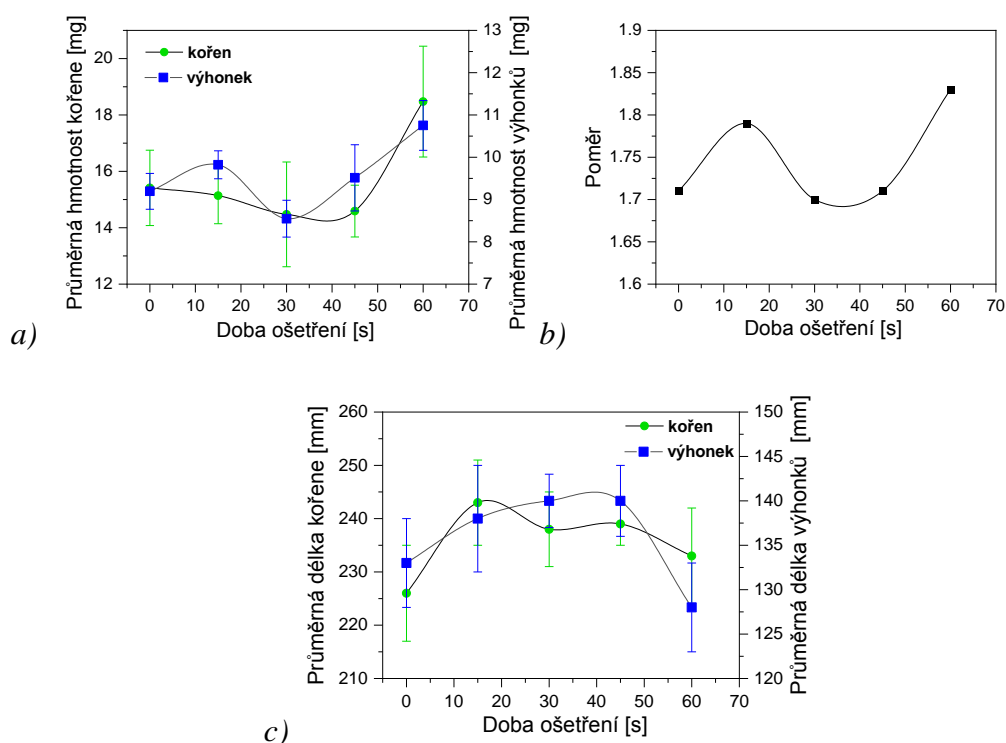 Průměrná hmotnost kořene [mg]
20
18
16
14
12
kořen
výhonek
13
12
11
10
9
8
7
Průměrná hmotnost výhonků [mg]
0 10 20 30 40 50 60 70
Doba ošetření [s]
a)
Poměr
1.9
1.85
1.8
1.75
1.7
1.65
1.6
0 10 20 30 40 50 60 70
Doba ošetření [s]
b)
Průměrná délka kořene [mm]
260
250
240
230
220
210
kořen
výhonek
150
145
140
135
130
125
120
Průměrná délka výhonků [mm]
0 10 20 30 40 50 60 70
Doba ošetření [s]
c)